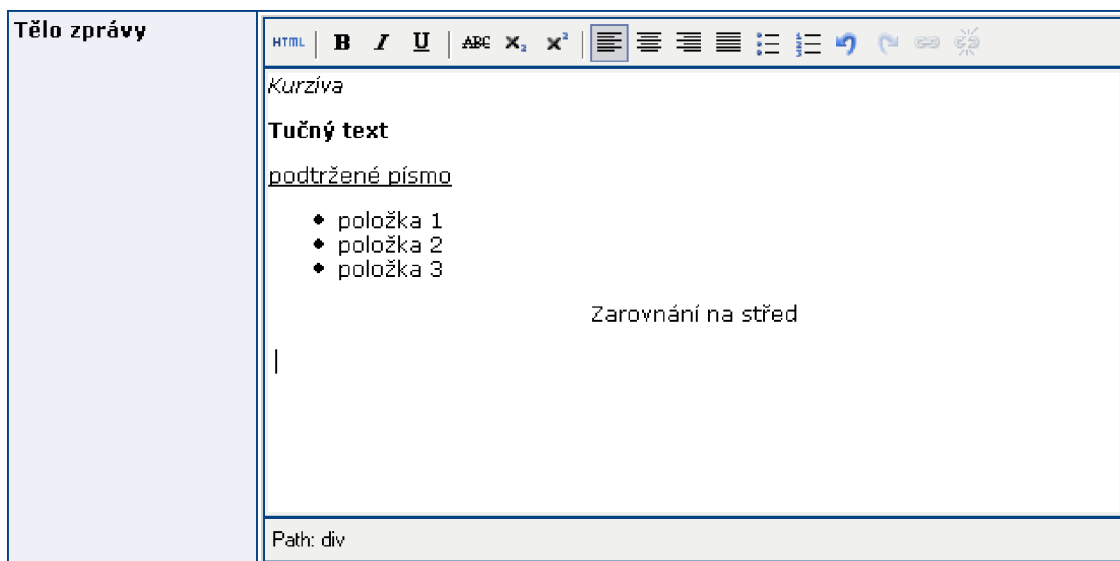 Tělo zprávy
HTML B I U ABC x₂ x²
Kurzíva
Tučný text
podtržené písmo
• položka 1
• položka 2
• položka 3
Zarovnání na střed
Path: div